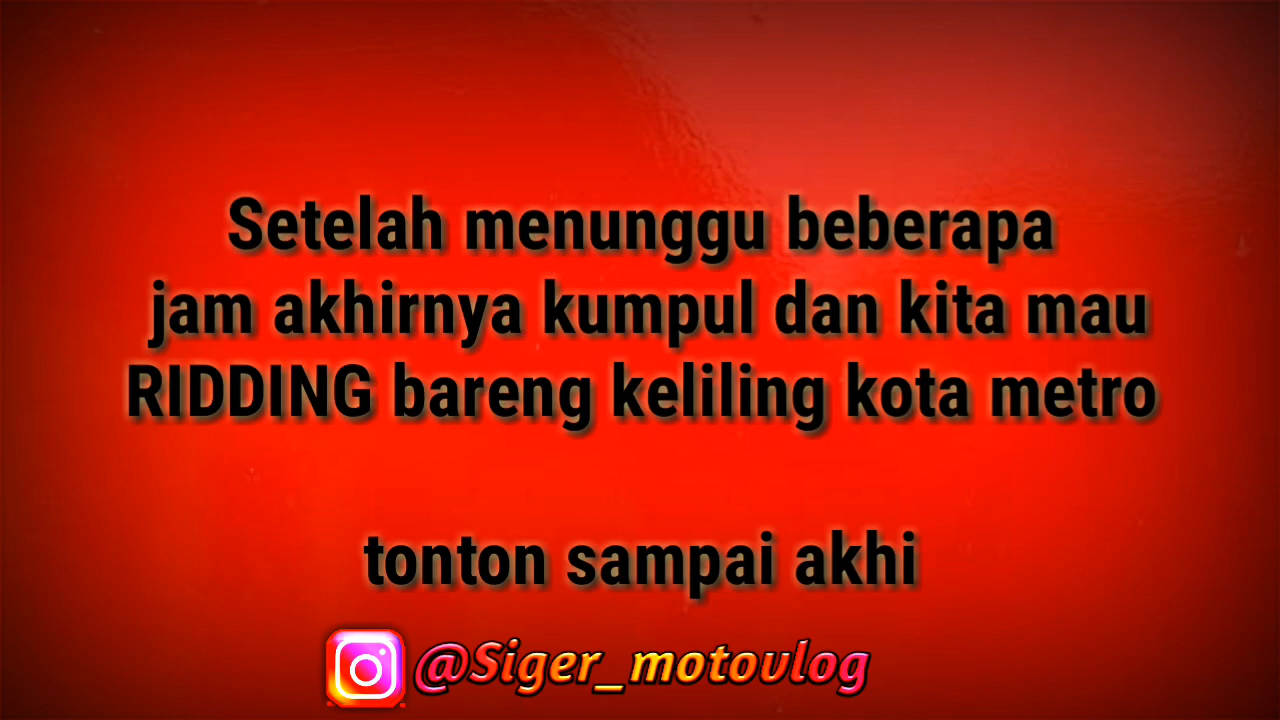 Setelah menunggu beberapa
jam akhirnya kumpul dan kita mau
RIDDING bareng keliling kota metro
tonton sampai akhi
@Siger_motovlog